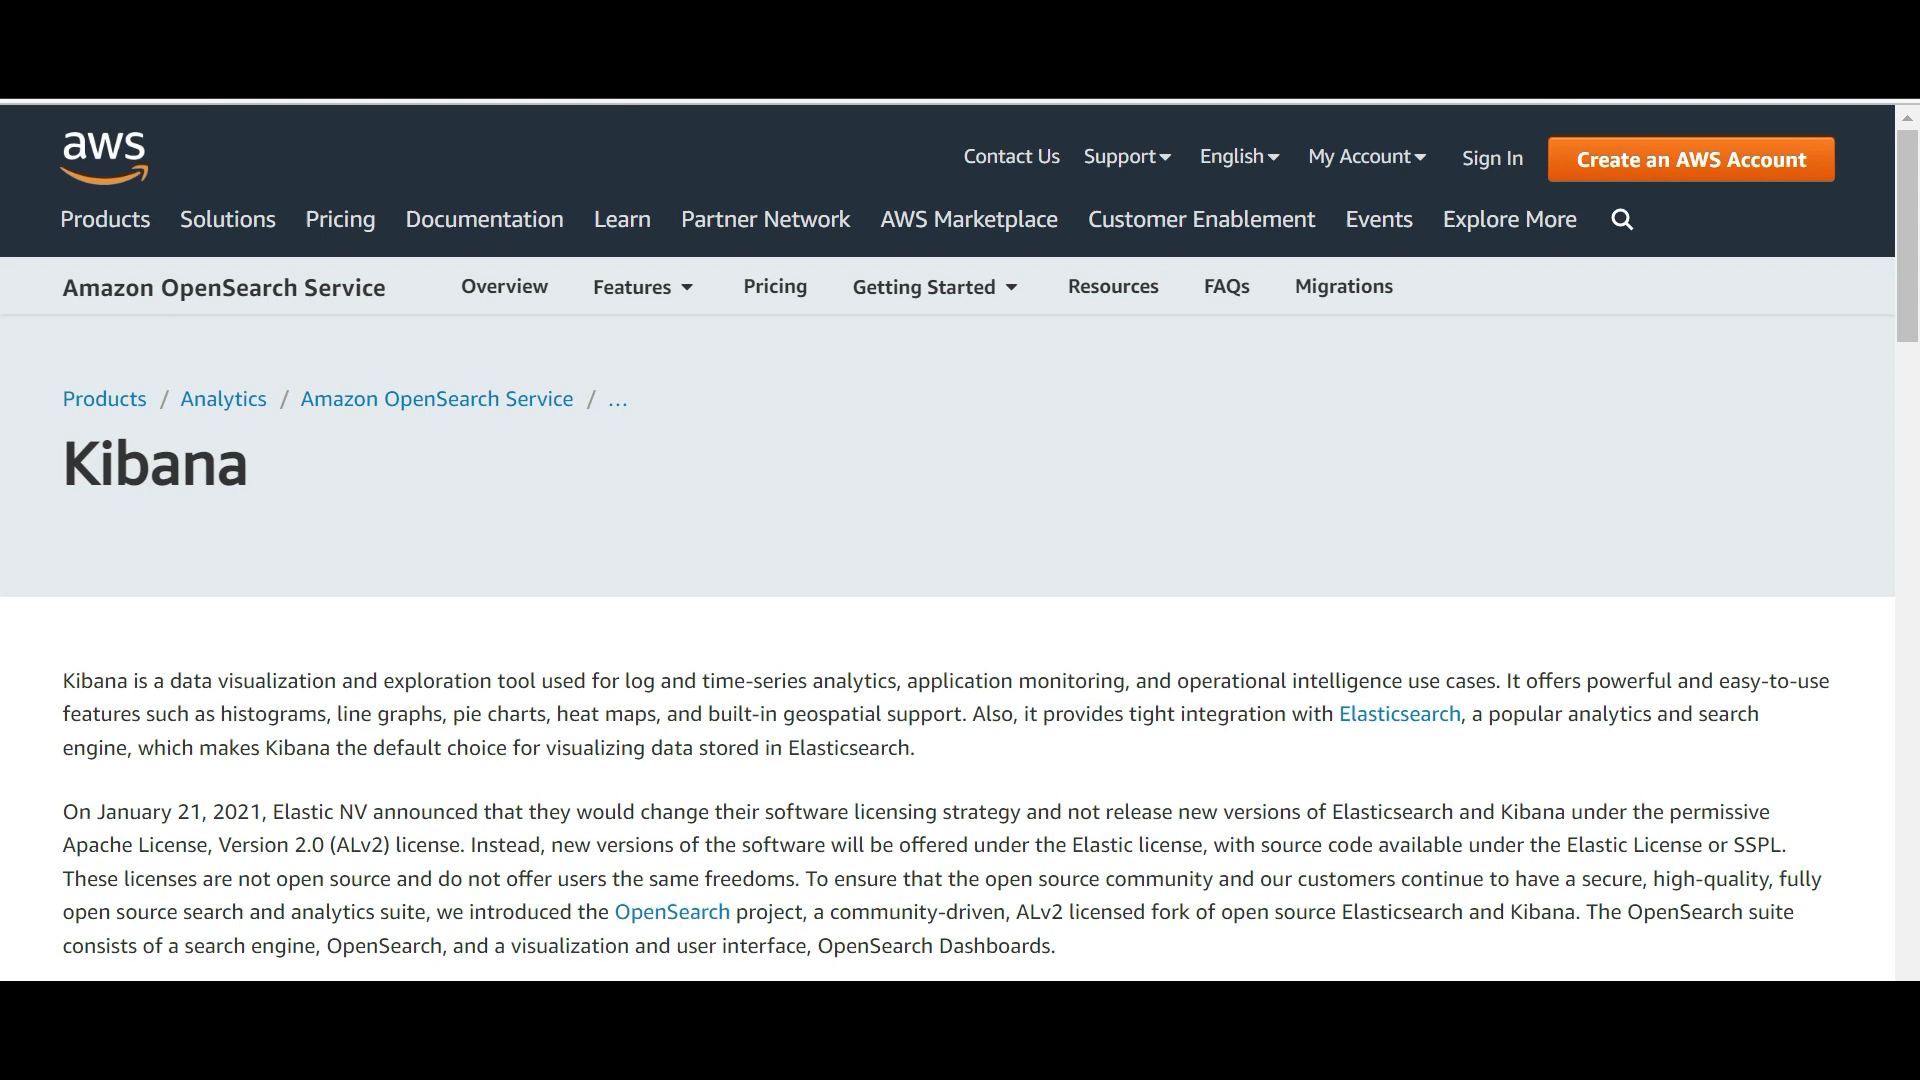 aws
Contact Us Support English My Account Sign In Create an AWS Account
Products Solutions Pricing Documentation Learn Partner Network AWS Marketplace Customer Enablement Events Explore More
Amazon OpenSearch Service Overview Features Pricing Getting Started Resources FAQs Migrations
Products / Analytics / Amazon OpenSearch Service / ...
Kibana
Kibana is a data visualization and exploration tool used for log and time-series analytics, application monitoring, and operational intelligence use cases. It offers powerful and easy-to-use
features such as histograms, line graphs, pie charts, heat maps, and built-in geospatial support. Also, it provides tight integration with Elasticsearch, a popular analytics and search
engine, which makes Kibana the default choice for visualizing data stored in Elasticsearch.
On January 21, 2021, Elastic NV announced that they would change their software licensing strategy and not release new versions of Elasticsearch and Kibana under the permissive
Apache License, Version 2.0 (ALv2) license. Instead, new versions of the software will be offered under the Elastic license, with source code available under the Elastic License or SSPL.
These licenses are not open source and do not offer users the same freedoms. To ensure that the open source community and our customers continue to have a secure, high-quality, fully
open source search and analytics suite, we introduced the OpenSearch project, a community-driven, ALv2 licensed fork of open source Elasticsearch and Kibana. The OpenSearch suite
consists of a search engine, OpenSearch, and a visualization and user interface, OpenSearch Dashboards.